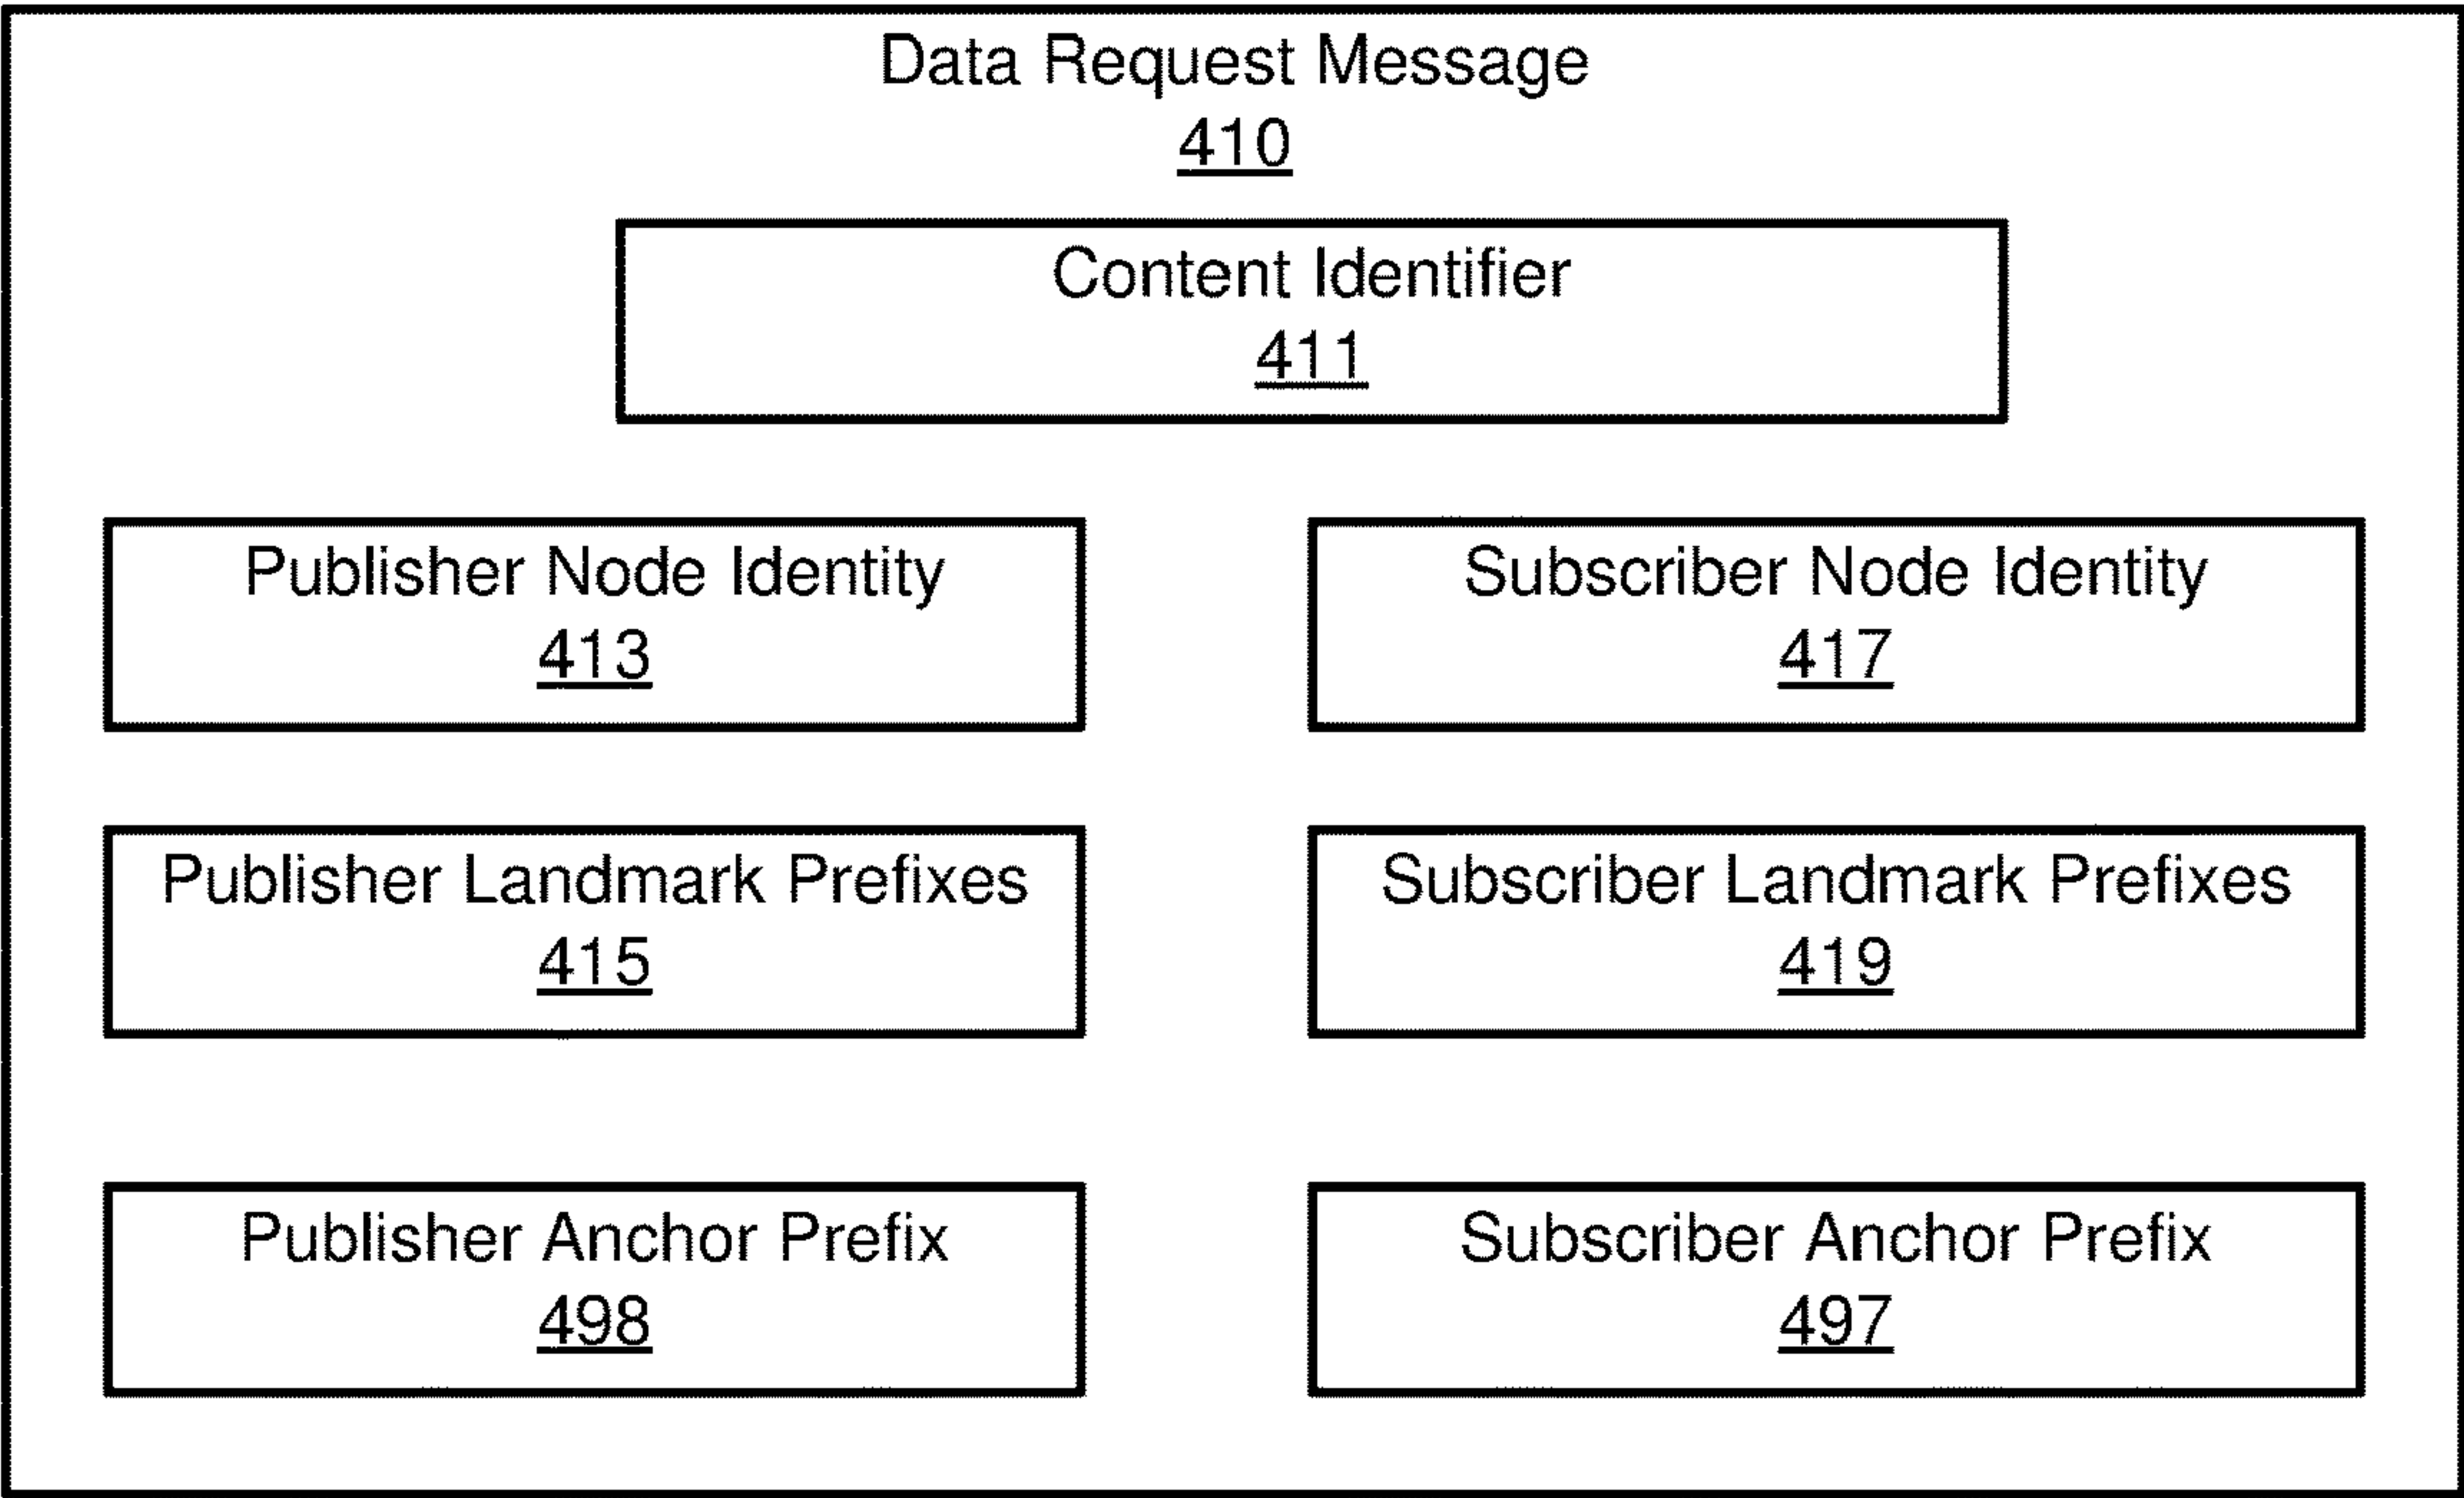 Data Request Message
410
Content Identifier
411
Publisher Node Identity
413
Subscriber Node Identity
417
Publisher Landmark Prefixes
415
Subscriber Landmark Prefixes
419
Publisher Anchor Prefix
498
Subscriber Anchor Prefix
497